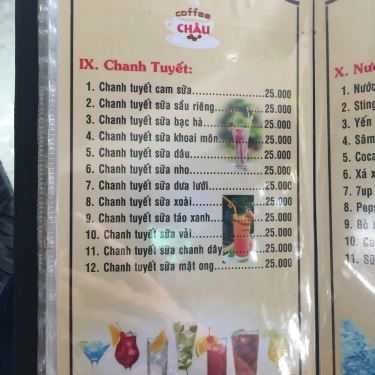 coffee
CHÂU
IX. Chanh Tuyết:
1. Chanh tuyết cam sữa 25.000
2. Chanh tuyết sữa sầu riêng 25.000
3. Chanh tuyết sữa bạc hà 25.000
4. Chanh tuyết sữa khoai môn 25.000
5. Chanh tuyết sữa dâu 25.000
6. Chanh tuyết sữa nho 25.000
7. Chanh tuyết sữa dưa lưới 25.000
8. Chanh tuyết sữa xoài 25.000
9. Chanh tuyết sữa táo xanh 25.000
10. Chanh tuyết sữa vải 25.000
11. Chanh tuyết sữa chanh dây 25.000
12. Chanh tuyết sữa mật ong 25.000
X. Nư
1. Nước
2. Sting
3. Yến
4. Sâm
5. Coca
6. Xá x
7. 7up
8. Peps
9. Bò
10. C
11.
12.